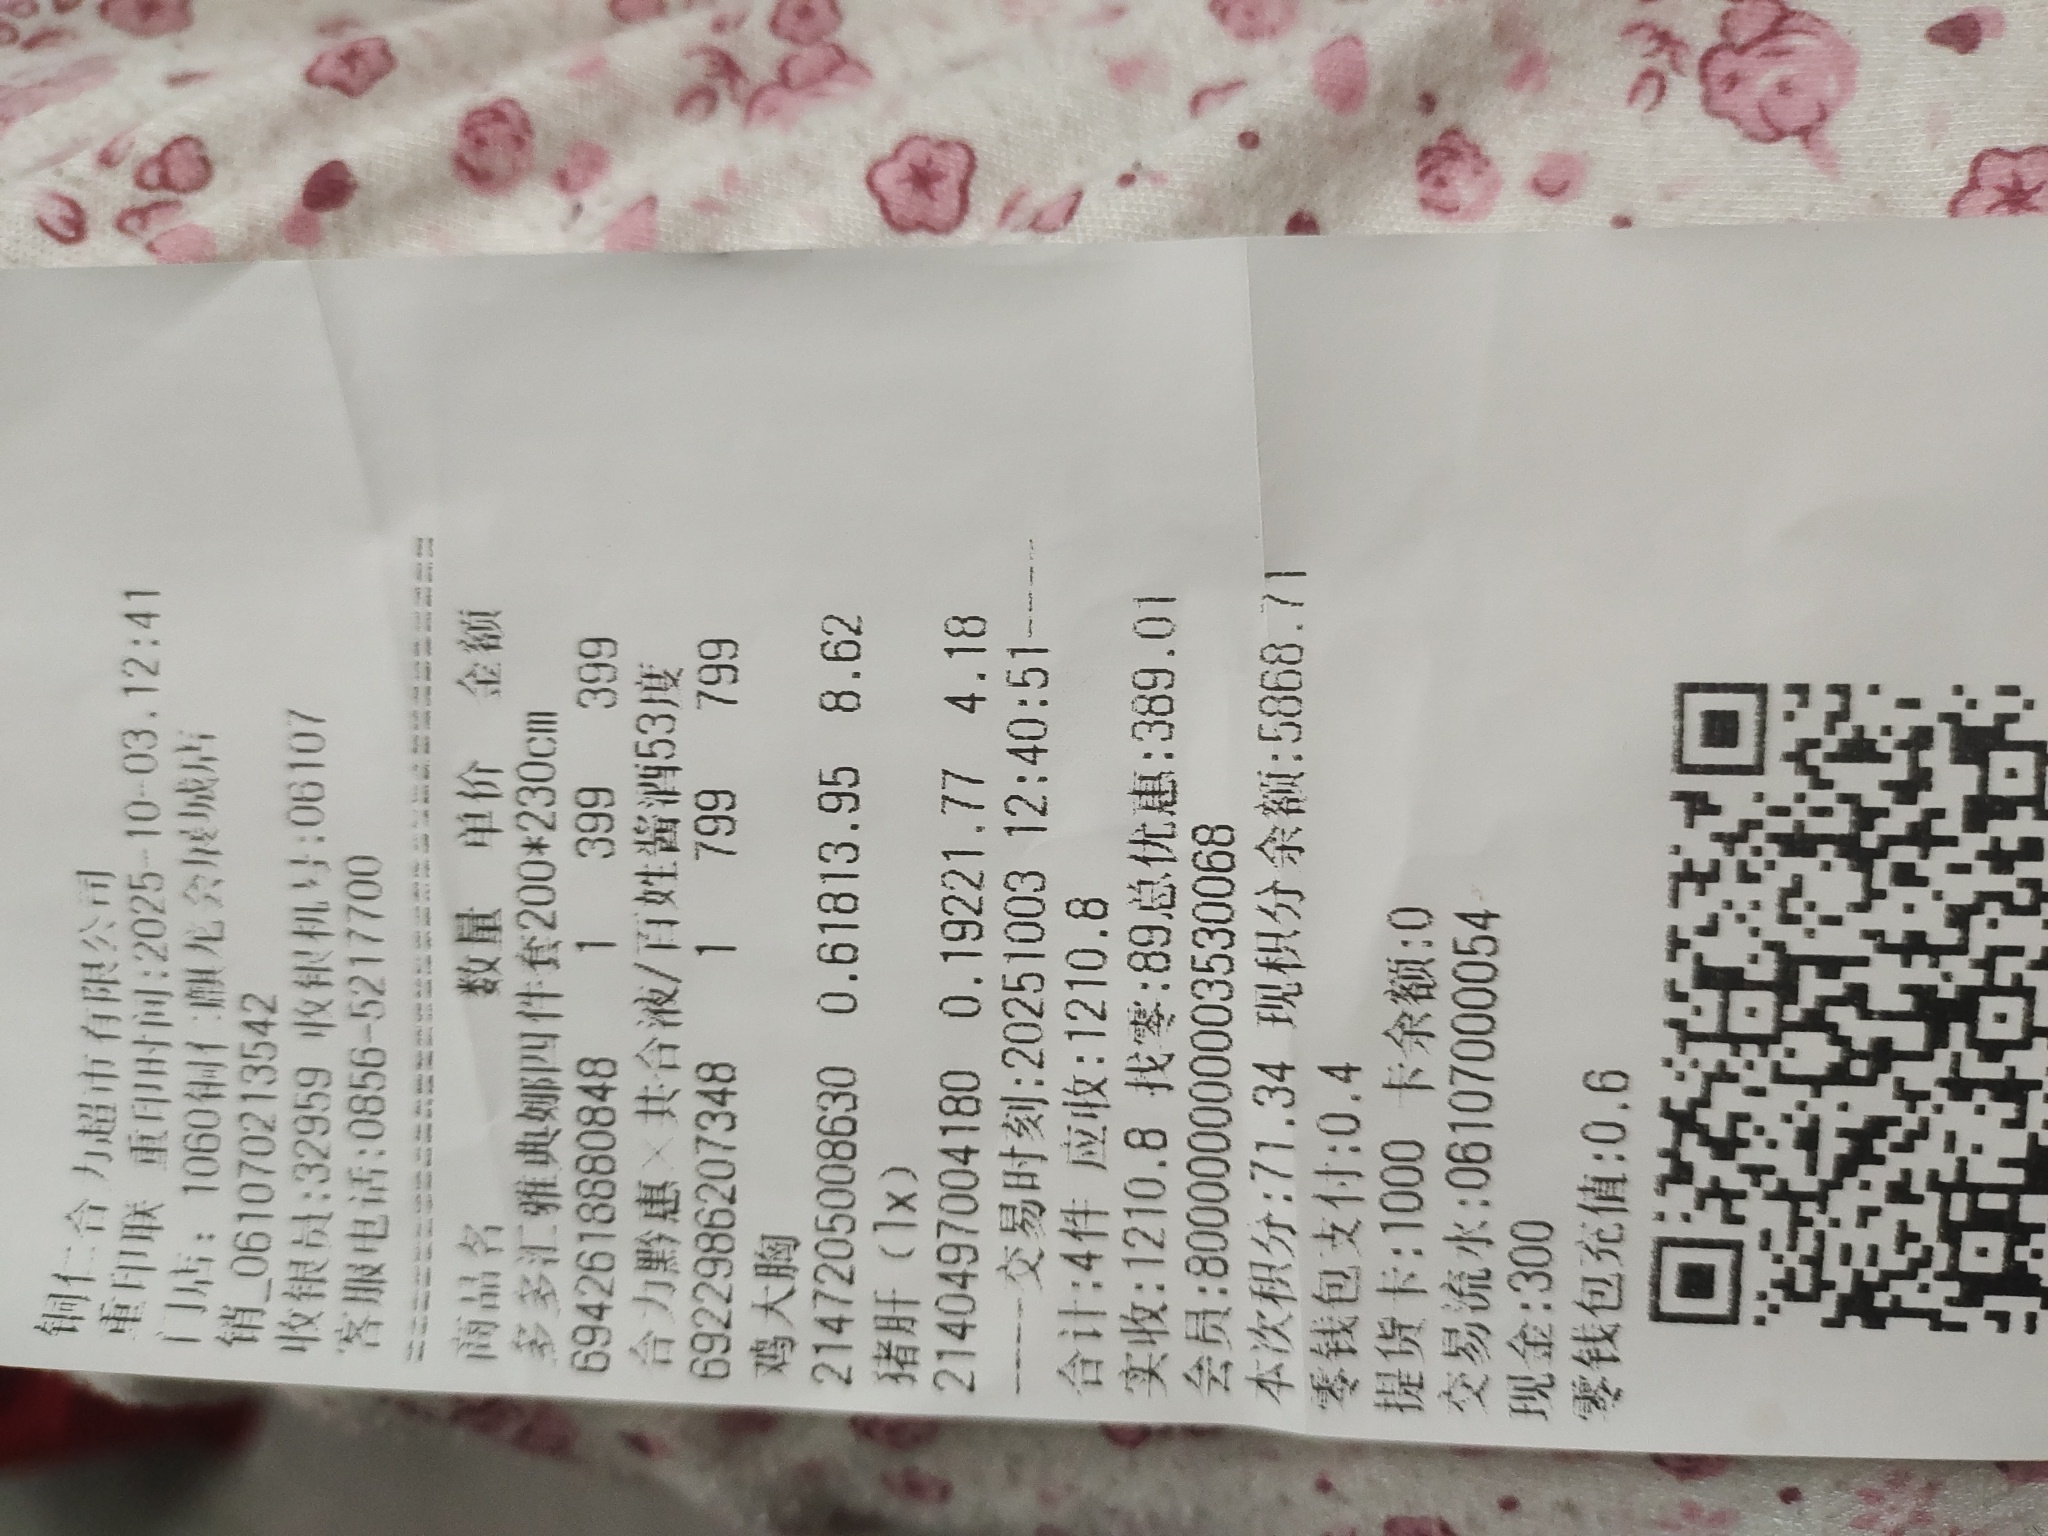 铜仁合力超市有限公司
重印联 重印时间:2025-10-03.12:41
门店: 1060铜仁麒龙会展城店
销_061070213542
收银员:32959 收银机号:06107
客服电话:0856-5217700
==========================================
商品名 数量 单价 金额
多多汇雅典娜四件套200*230cm
6942618880848 1 399 399
合力黔惠×共合液/百姓酱酒53度
6922986207348 1 799 799
鸡大胸
2147205008630 0.61813.95 8.62
猪肝（lx）
2140497004180 0.19221.77 4.18
-----交易时刻:20251003 12:40:51-----
合计:4件 应收:1210.8
实收:1210.8 找零:89总优惠:389.01
会员:8000000000003530068
本次积分:71.34 现积分余额:5868.71
零钱包支付:0.4
提货卡:1000 卡余额:0
交易流水:06107000054
现金:300
零钱包充值:0.6